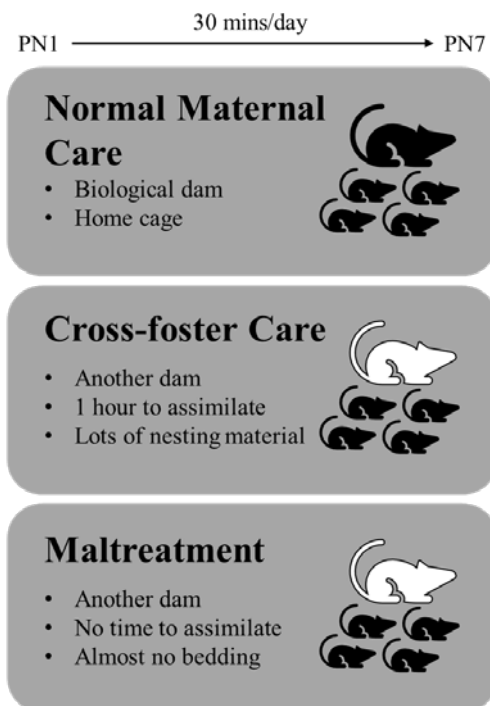 30 mins/day
PN1 PN7
Normal Maternal
Care
• Biological dam
• Home cage
Cross-foster Care
• Another dam
• 1 hour to assimilate
• Lots of nesting material
Maltreatment
• Another dam
• No time to assimilate
• Almost no bedding